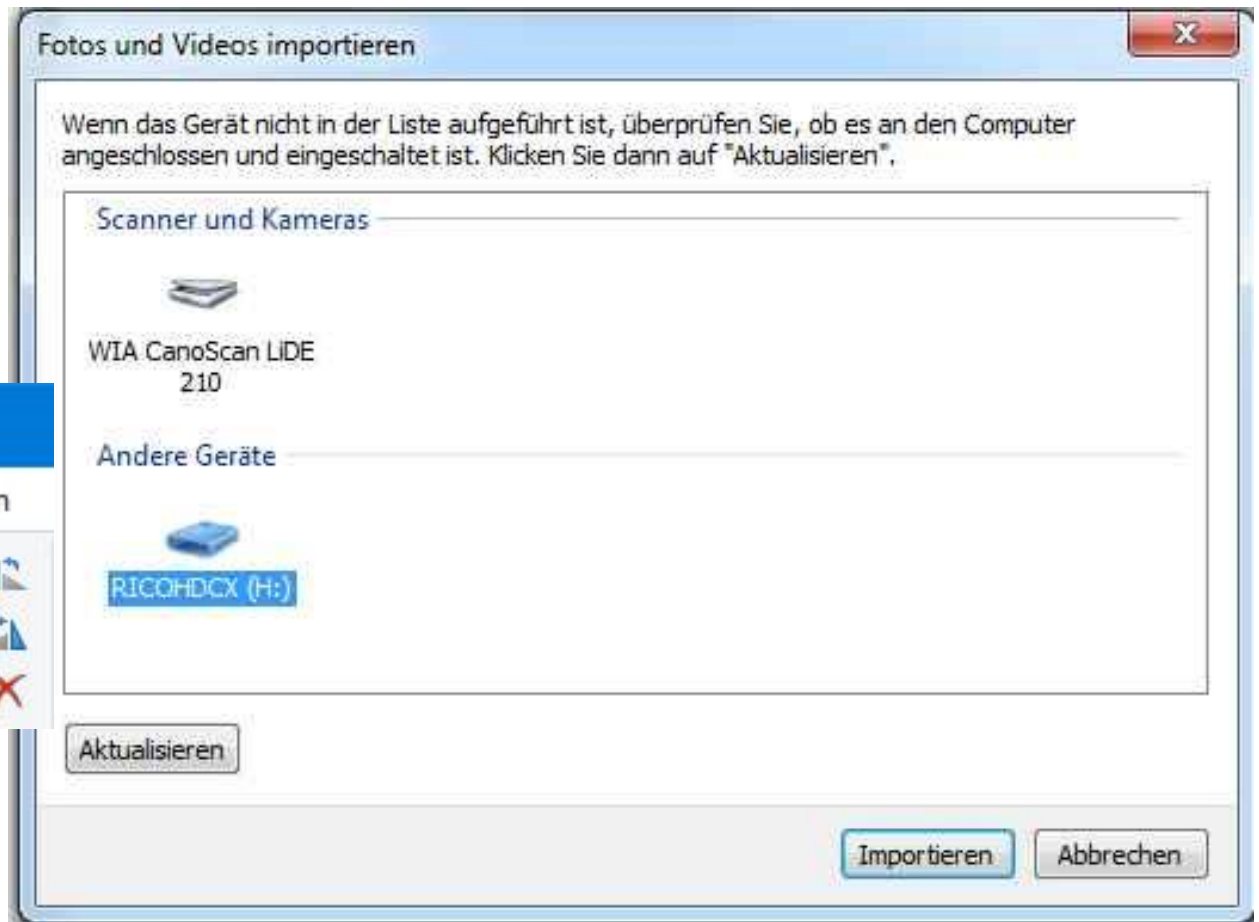 Fotos und Videos importieren
Wenn das Gerät nicht in der Liste aufgeführt ist, überprüfen Sie, ob es an den Computer
angeschlossen und eingeschaltet ist. Klicken Sie dann auf "Aktualisieren".
Scanner und Kameras
WIA CanoScan LiDE
210
Andere Geräte
RICOHDCX (H:)
Aktualisieren
Importieren
Abbrechen